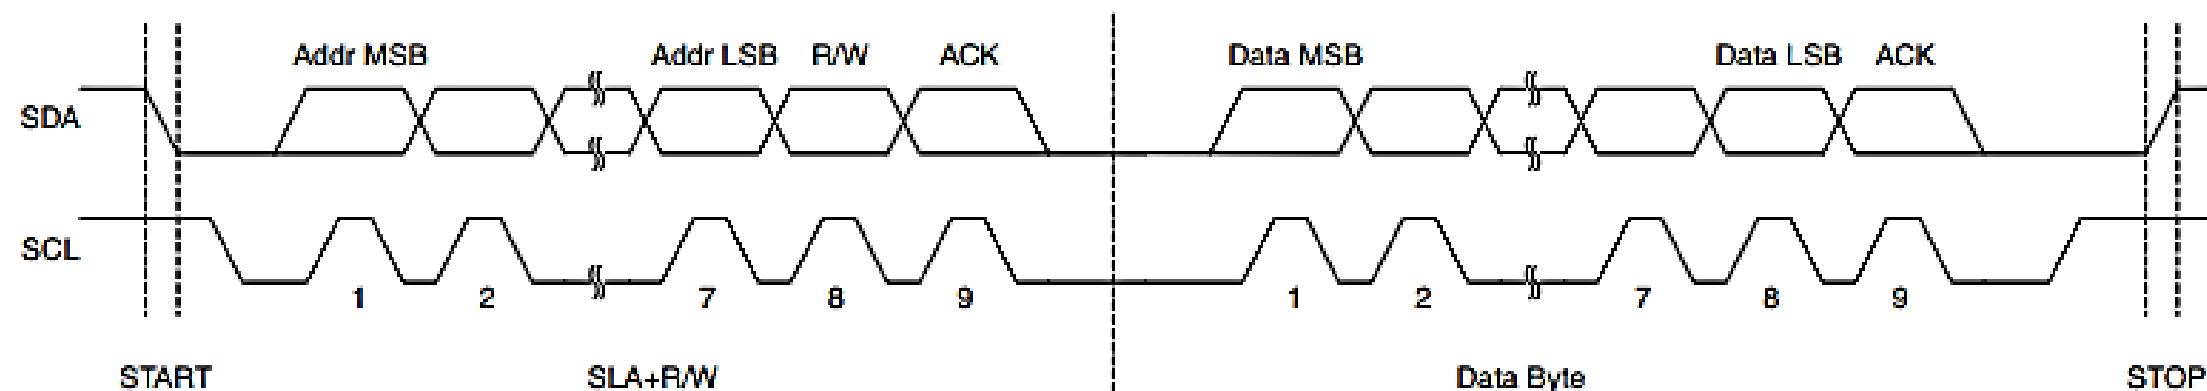 Addr MSB Addr LSB R/W ACK Data MSB Data LSB ACK
SDA
SCL
1 2 7 8 9 1 2 7 8 9
START SLA+R/W Data Byte STOP